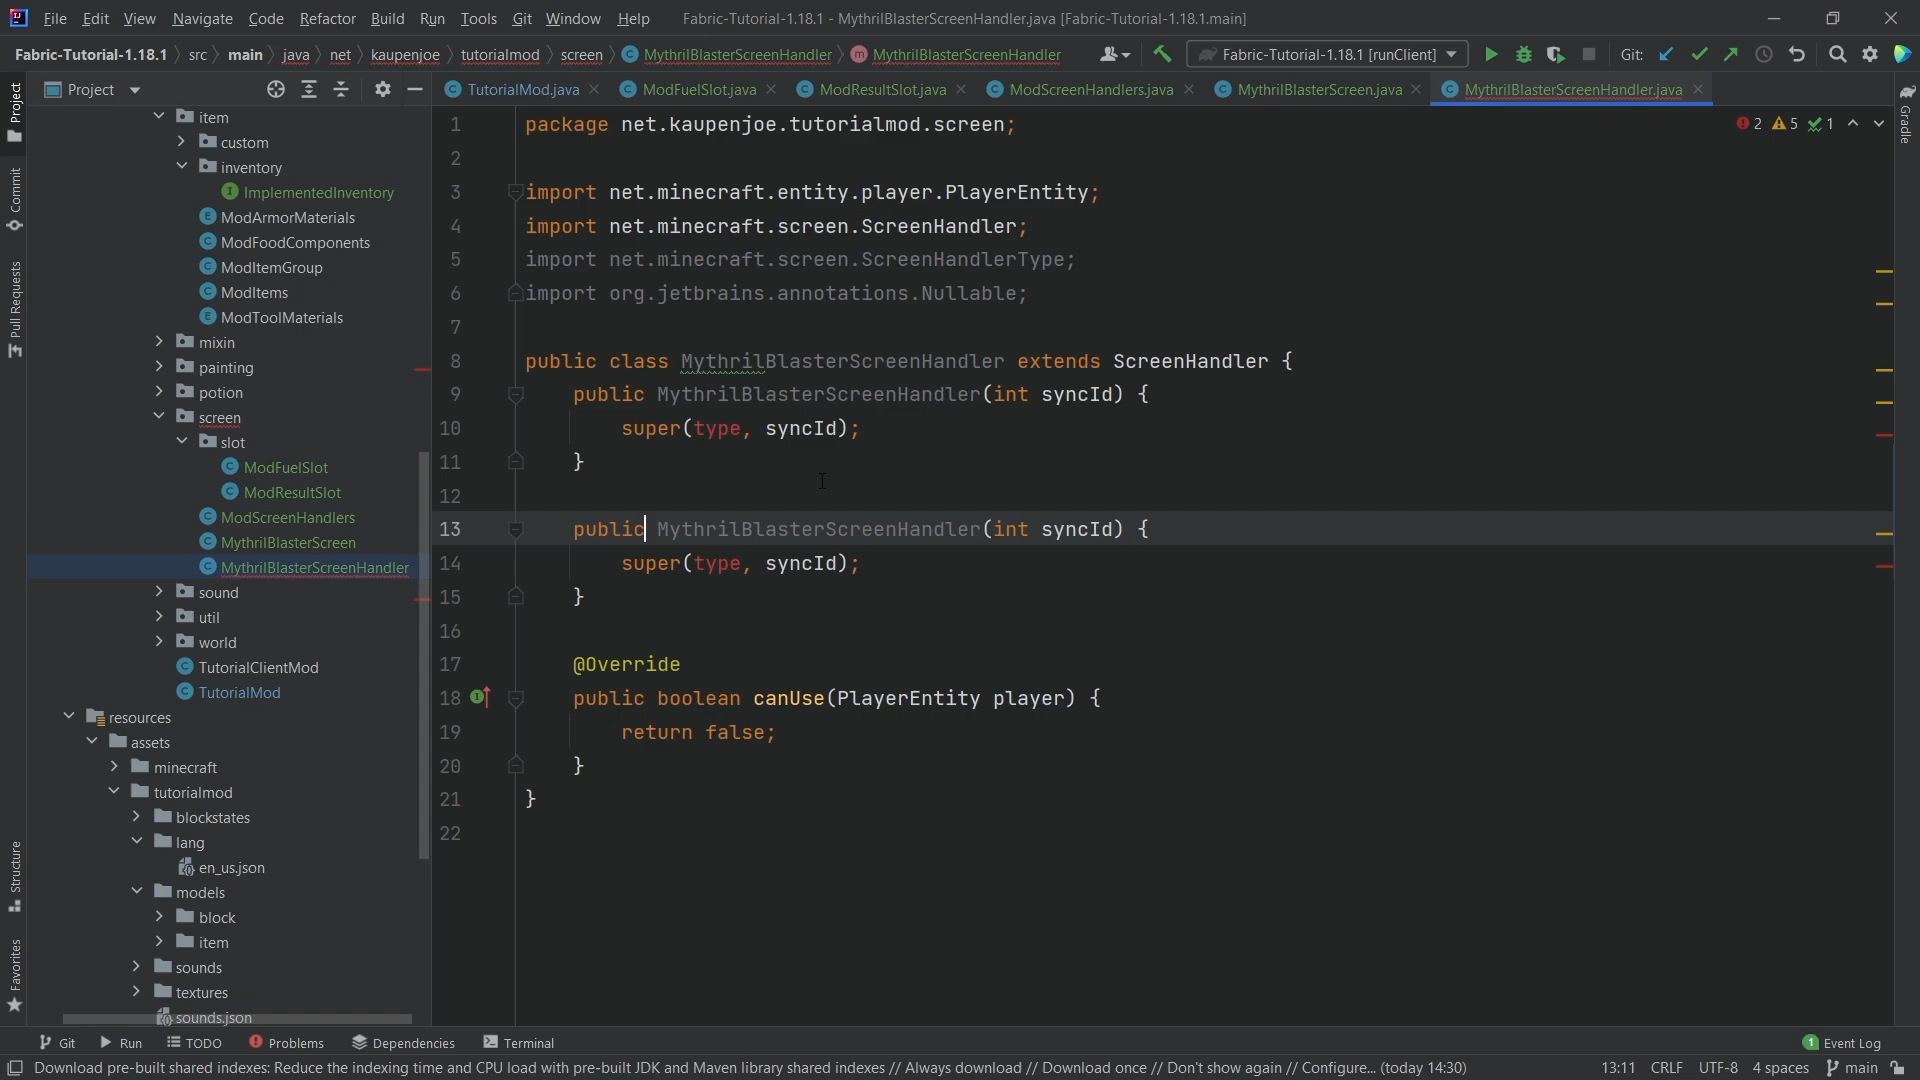 File Edit View Navigate Code Refactor Build Run Tools Git Window Help Fabric-Tutorial-1.18.1 - MythrilBlasterScreenHandler.java [Fabric-Tutorial-1.18.1.main]
Fabric-Tutorial-1.18.1 src main java net kaupenjoe tutorialmod screen MythrilBlasterScreenHandler MythrilBlasterScreenHandler Fabric-Tutorial-1.18.1 [runClient] Git:
Project TutorialMod.java ModFuelSlot.java ModResultSlot.java ModScreenHandlers.java MythrilBlasterScreen.java MythrilBlasterScreenHandler.java
Project
Commit
Pull Requests
Structure
Favorites
Gradle
item
custom
inventory
ImplementedInventory
ModArmorMaterials
ModFoodComponents
ModItemGroup
ModItems
ModToolMaterials
mixin
painting
potion
screen
slot
ModFuelSlot
ModResultSlot
ModScreenHandlers
MythrilBlasterScreen
MythrilBlasterScreenHandler
sound
util
world
TutorialClientMod
TutorialMod
resources
assets
minecraft
tutorialmod
blockstates
lang
en_us.json
models
block
item
sounds
textures
sounds.json
2 5 1
1 package net.kaupenjoe.tutorialmod.screen;
2
3 import net.minecraft.entity.player.PlayerEntity;
4 import net.minecraft.screen.ScreenHandler;
5 import net.minecraft.screen.ScreenHandlerType;
6 import org.jetbrains.annotations.Nullable;
7
8 public class MythrilBlasterScreenHandler extends ScreenHandler {
9 public MythrilBlasterScreenHandler(int syncId) {
10 super(type, syncId);
11 }
12
13 public MythrilBlasterScreenHandler(int syncId) {
14 super(type, syncId);
15 }
16
17 @Override
18 public boolean canUse(PlayerEntity player) {
19 return false;
20 }
21 }
22
Git Run TODO Problems Dependencies Terminal 1 Event Log
Download pre-built shared indexes: Reduce the indexing time and CPU load with pre-built JDK and Maven library shared indexes // Always download // Download once // Don't show again // Configure... (today 14:30) 13:11 CRLF UTF-8 4 spaces main